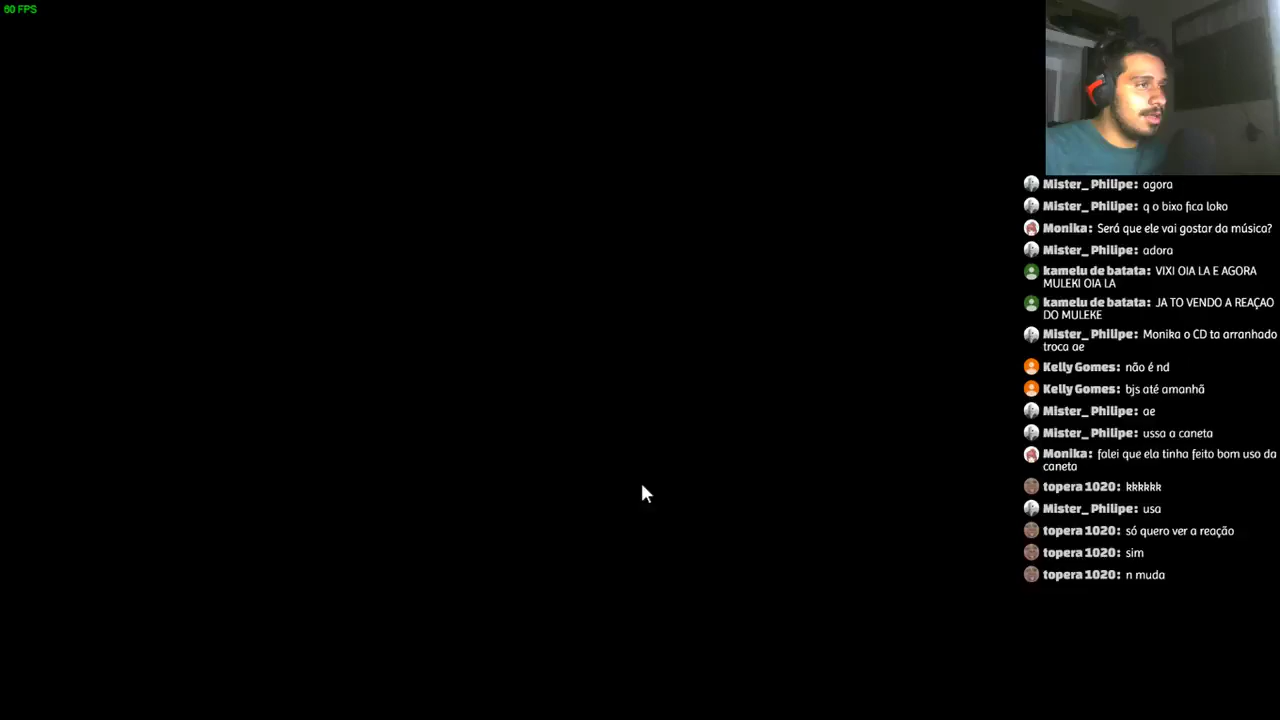 60 FPS
Mister_Philipe: agora
Mister_Philipe: q o bixo fica loko
Monika: Será que ele vai gostar da música?
Mister_Philipe: adora
kamelu de batata: VIXI OIA LA E AGORA
MULEKI OIA LA
kamelu de batata: JA TO VENDO A REAÇAO
DO MULEKE
Mister_Philipe: Monika o CD ta arranhado
troca ae
Kelly Gomes: não é nd
Kelly Gomes: bjs até amanhã
Mister_Philipe: ae
Mister_Philipe: ussa a caneta
Monika: falei que ela tinha feito bom uso da
caneta
topera 1020: kkkkkk
Mister_Philipe: usa
topera 1020: só quero ver a reação
topera 1020: sim
topera 1020: n muda